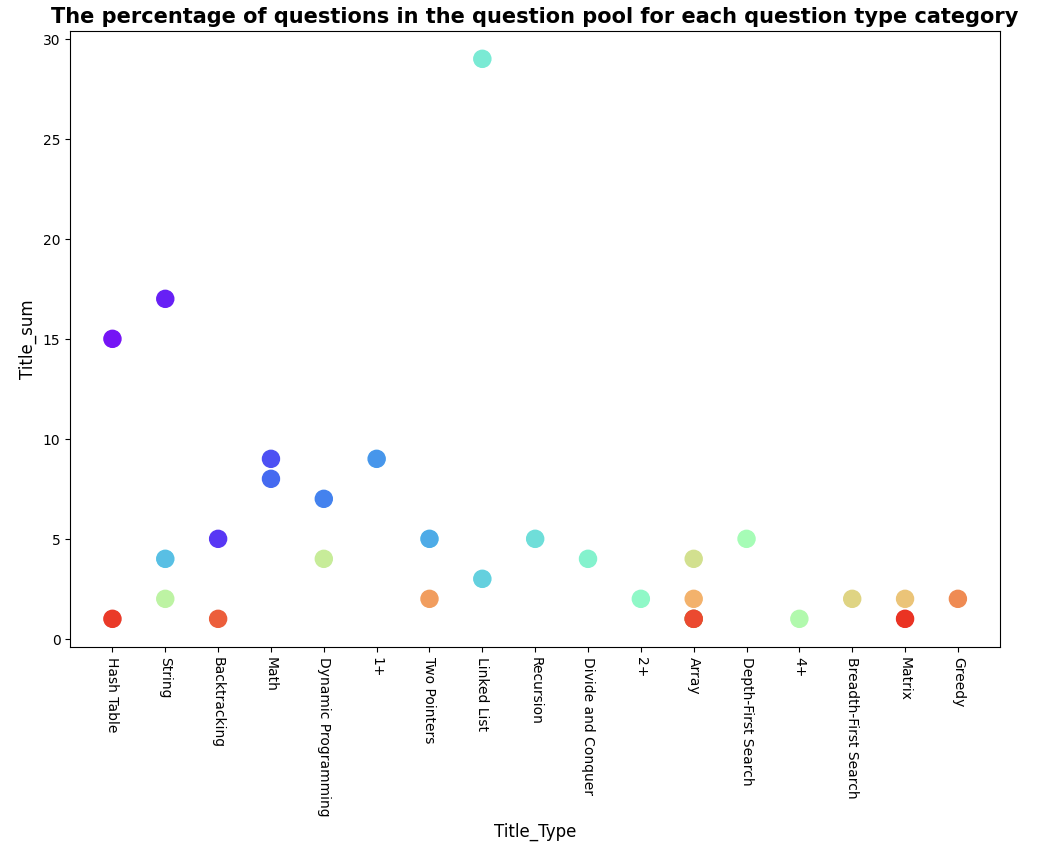 The percentage of questions in the question pool for each question type category
Title_sum
30
25
20
15
10
5
0
Hash Table
String
Backtracking
Math
Dynamic Programming
1+
Two Pointers
Linked List
Recursion
Divide and Conquer
2+
Array
Depth-First Search
4+
Breadth-First Search
Matrix
Greedy
Title_Type